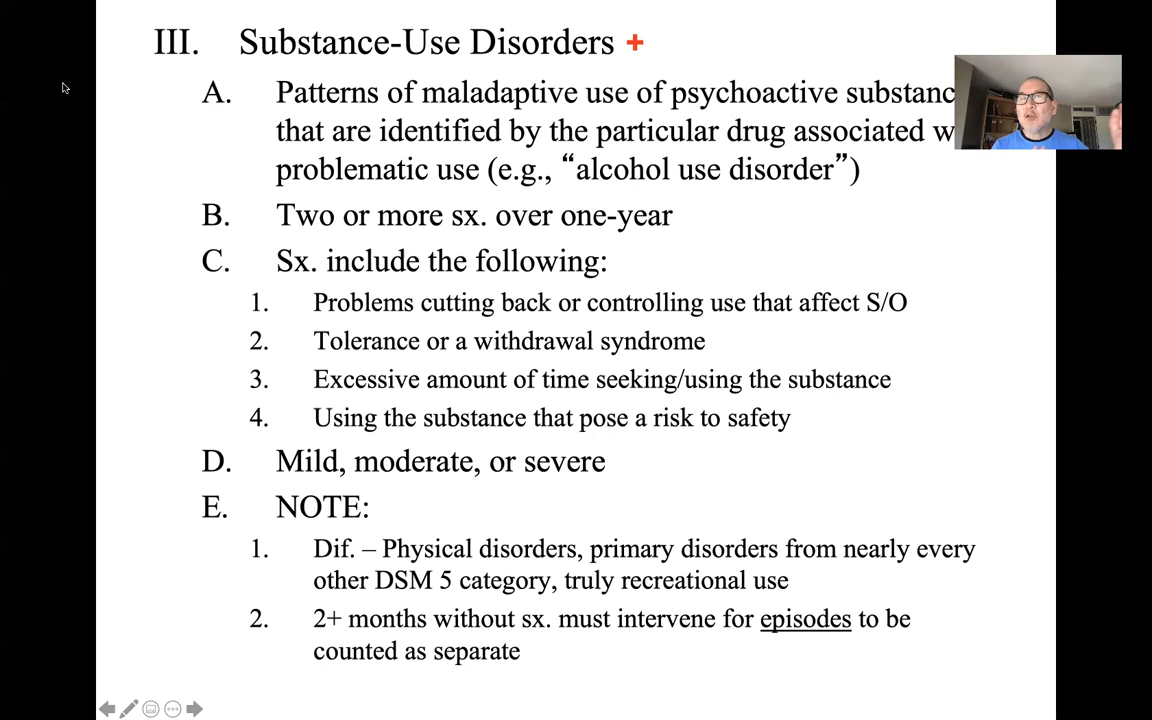 III. Substance-Use Disorders +
A. Patterns of maladaptive use of psychoactive substanc
that are identified by the particular drug associated w
problematic use (e.g., “alcohol use disorder”)
B. Two or more sx. over one-year
C. Sx. include the following:
1. Problems cutting back or controlling use that affect S/O
2. Tolerance or a withdrawal syndrome
3. Excessive amount of time seeking/using the substance
4. Using the substance that pose a risk to safety
D. Mild, moderate, or severe
E. NOTE:
1. Dif. – Physical disorders, primary disorders from nearly every
other DSM 5 category, truly recreational use
2. 2+ months without sx. must intervene for episodes to be
counted as separate